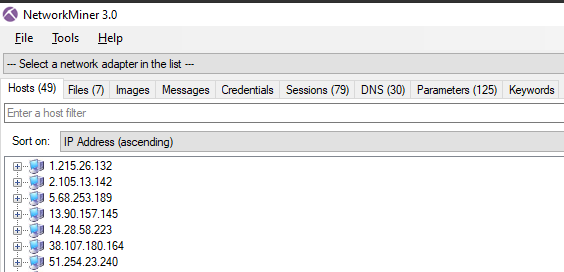 NetworkMiner 3.0
File Tools Help
--- Select a network adapter in the list ---
Hosts (49) Files (7) Images Messages Credentials Sessions (79) DNS (30) Parameters (125) Keywords
Enter a host filter
Sort on: IP Address (ascending)
1.215.26.132
2.105.13.142
5.68.253.189
13.90.157.145
14.28.58.223
38.107.180.164
51.254.23.240